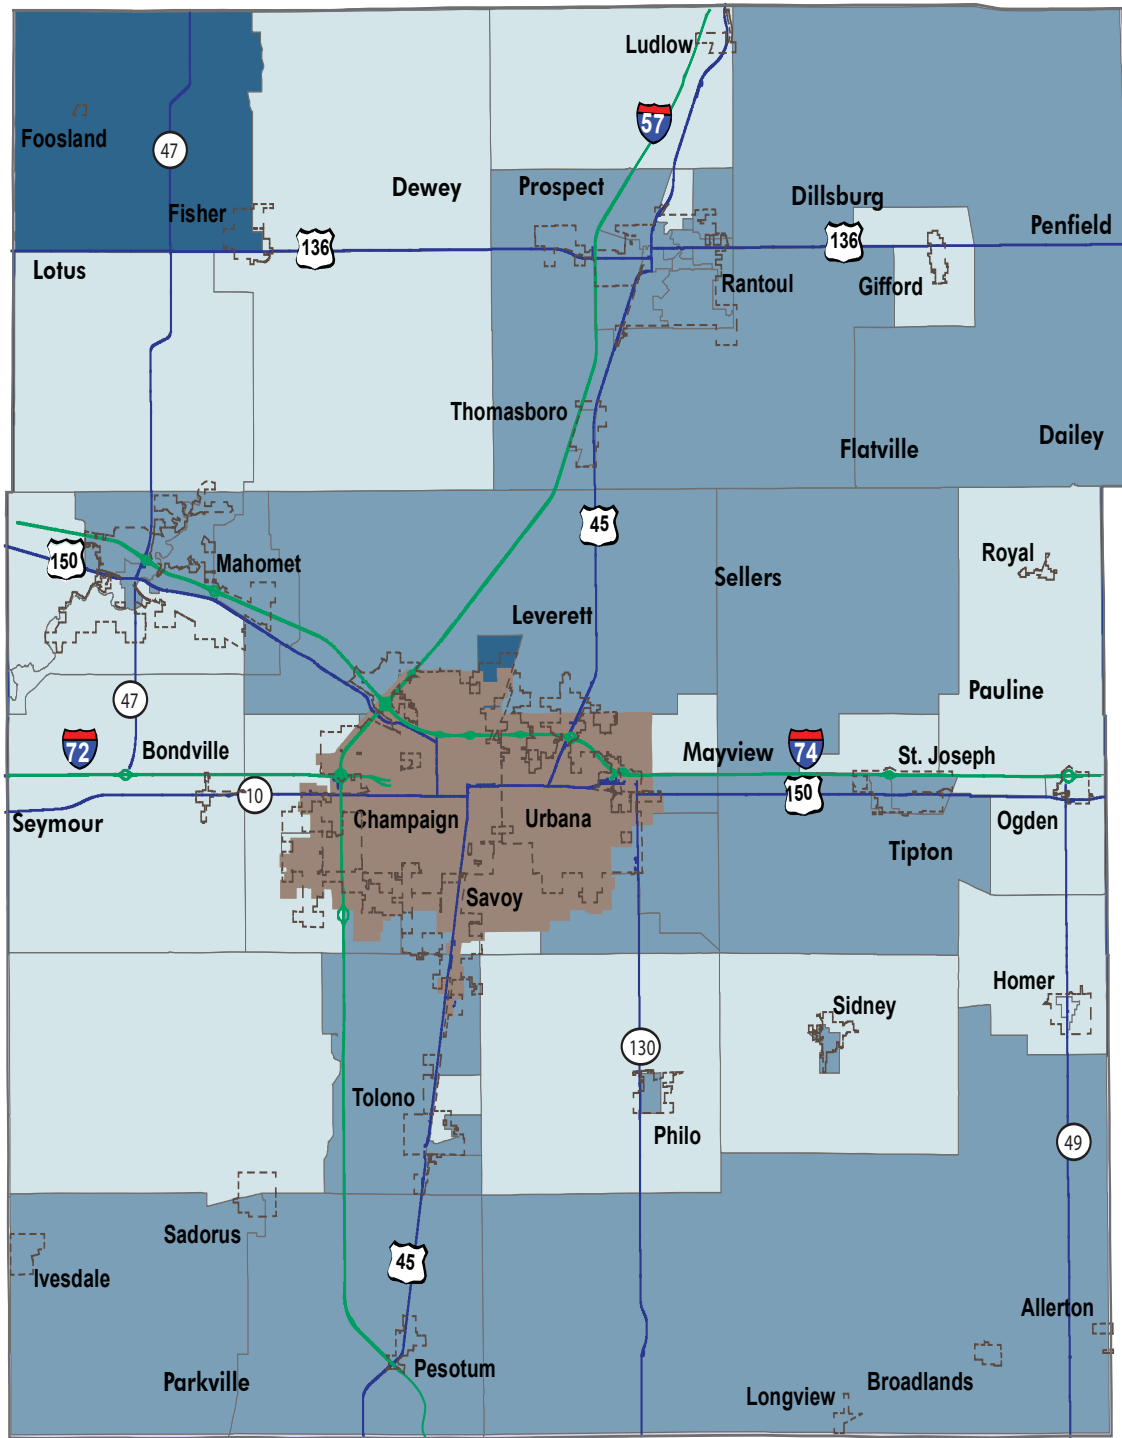 Ludlow
57
Foosland
47
Dewey
Prospect
Dillsburg
Fisher
136
136
Penfield
Lotus
Rantoul
Gifford
Thomasboro
Flatville
Dailey
45
150
Mahomet
Royal
Sellers
Leverett
47
Pauline
72
Bondville
Mayview
74
St. Joseph
10
150
Seymour
Champaign
Urbana
Ogden
Tipton
Savoy
Homer
Sidney
130
Tolono
Philo
49
Sadorus
45
Ivesdale
Allerton
Pesotum
Parkville
Broadlands
Longview